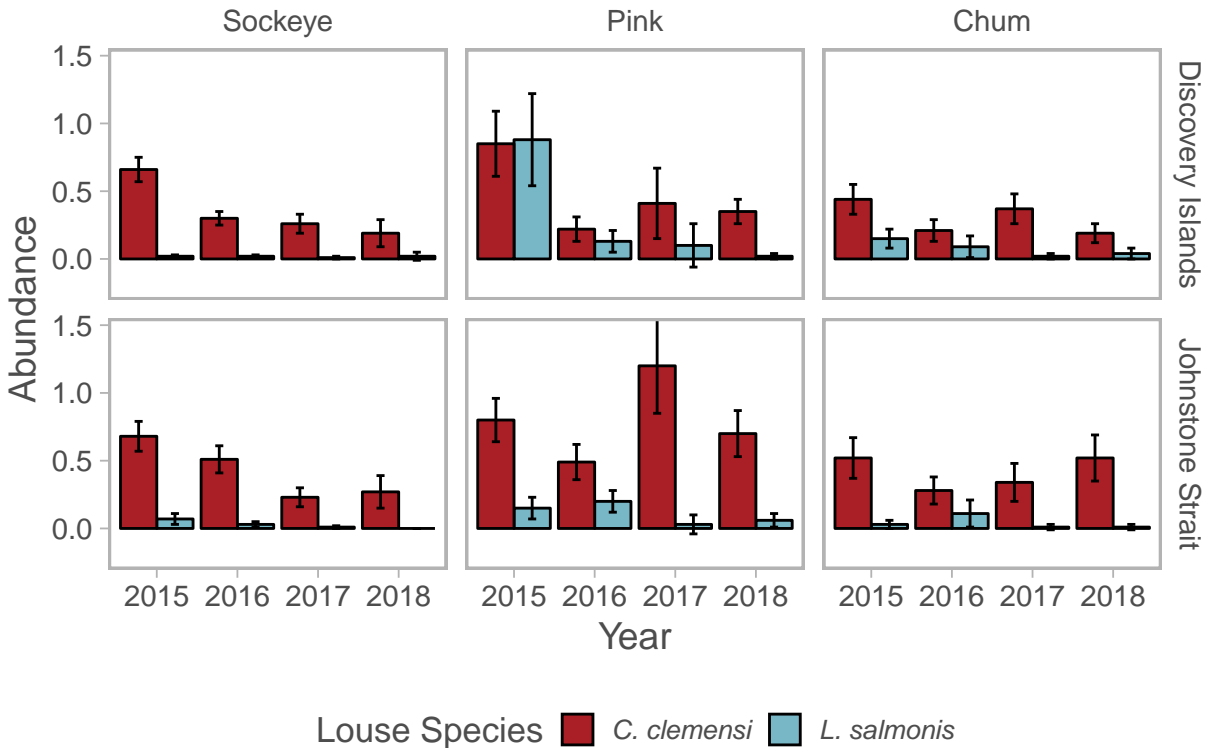 Sockeye Pink Chum
Abundance
1.5
1.0
0.5
0.0
Discovery Islands
1.5
1.0
0.5
0.0
Johnstone Strait
2015 2016 2017 2018 2015 2016 2017 2018 2015 2016 2017 2018
Year
Louse Species C. clemensi L. salmonis